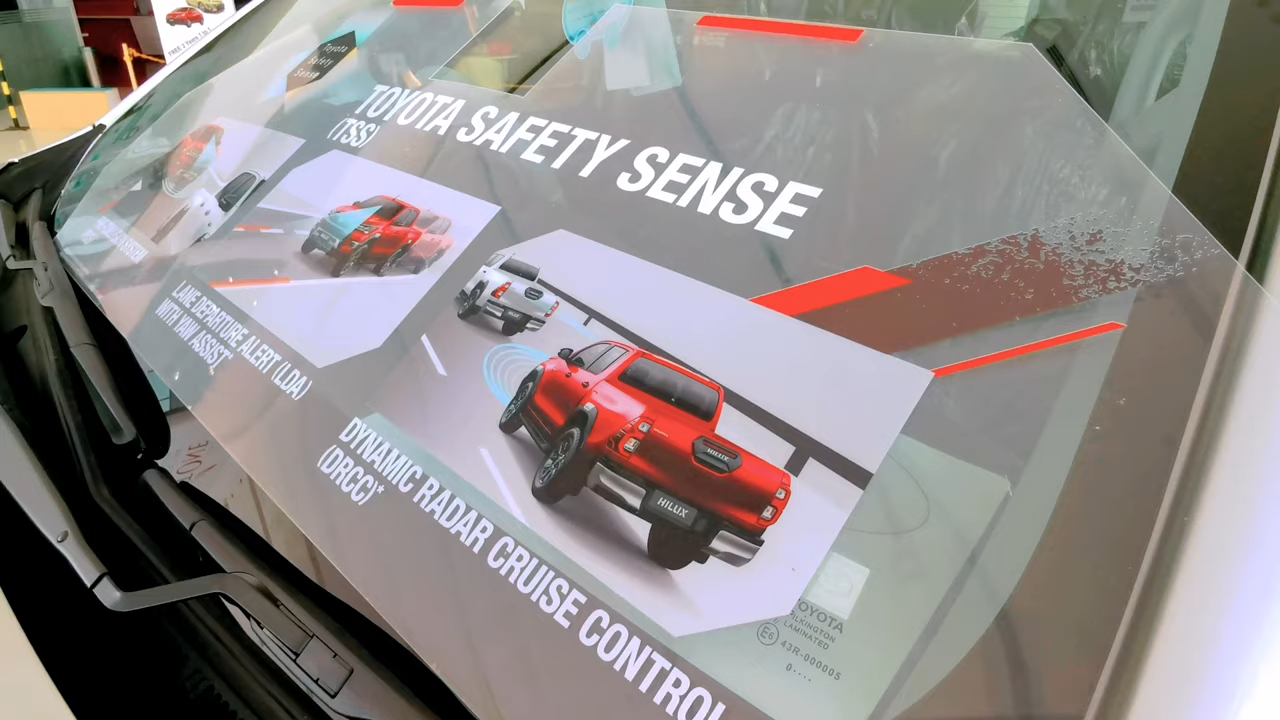 Toyota
Safety
Sense
TOYOTA SAFETY SENSE
(TSS)
LANE DEPARTURE ALERT (LDA)
WITH YAW ASSIST*
DYNAMIC RADAR CRUISE CONTROL
(DRCC)*
HILUX
HILUX
TOYOTA
PILKINGTON
LAMINATED
E6 43R-000005
0....